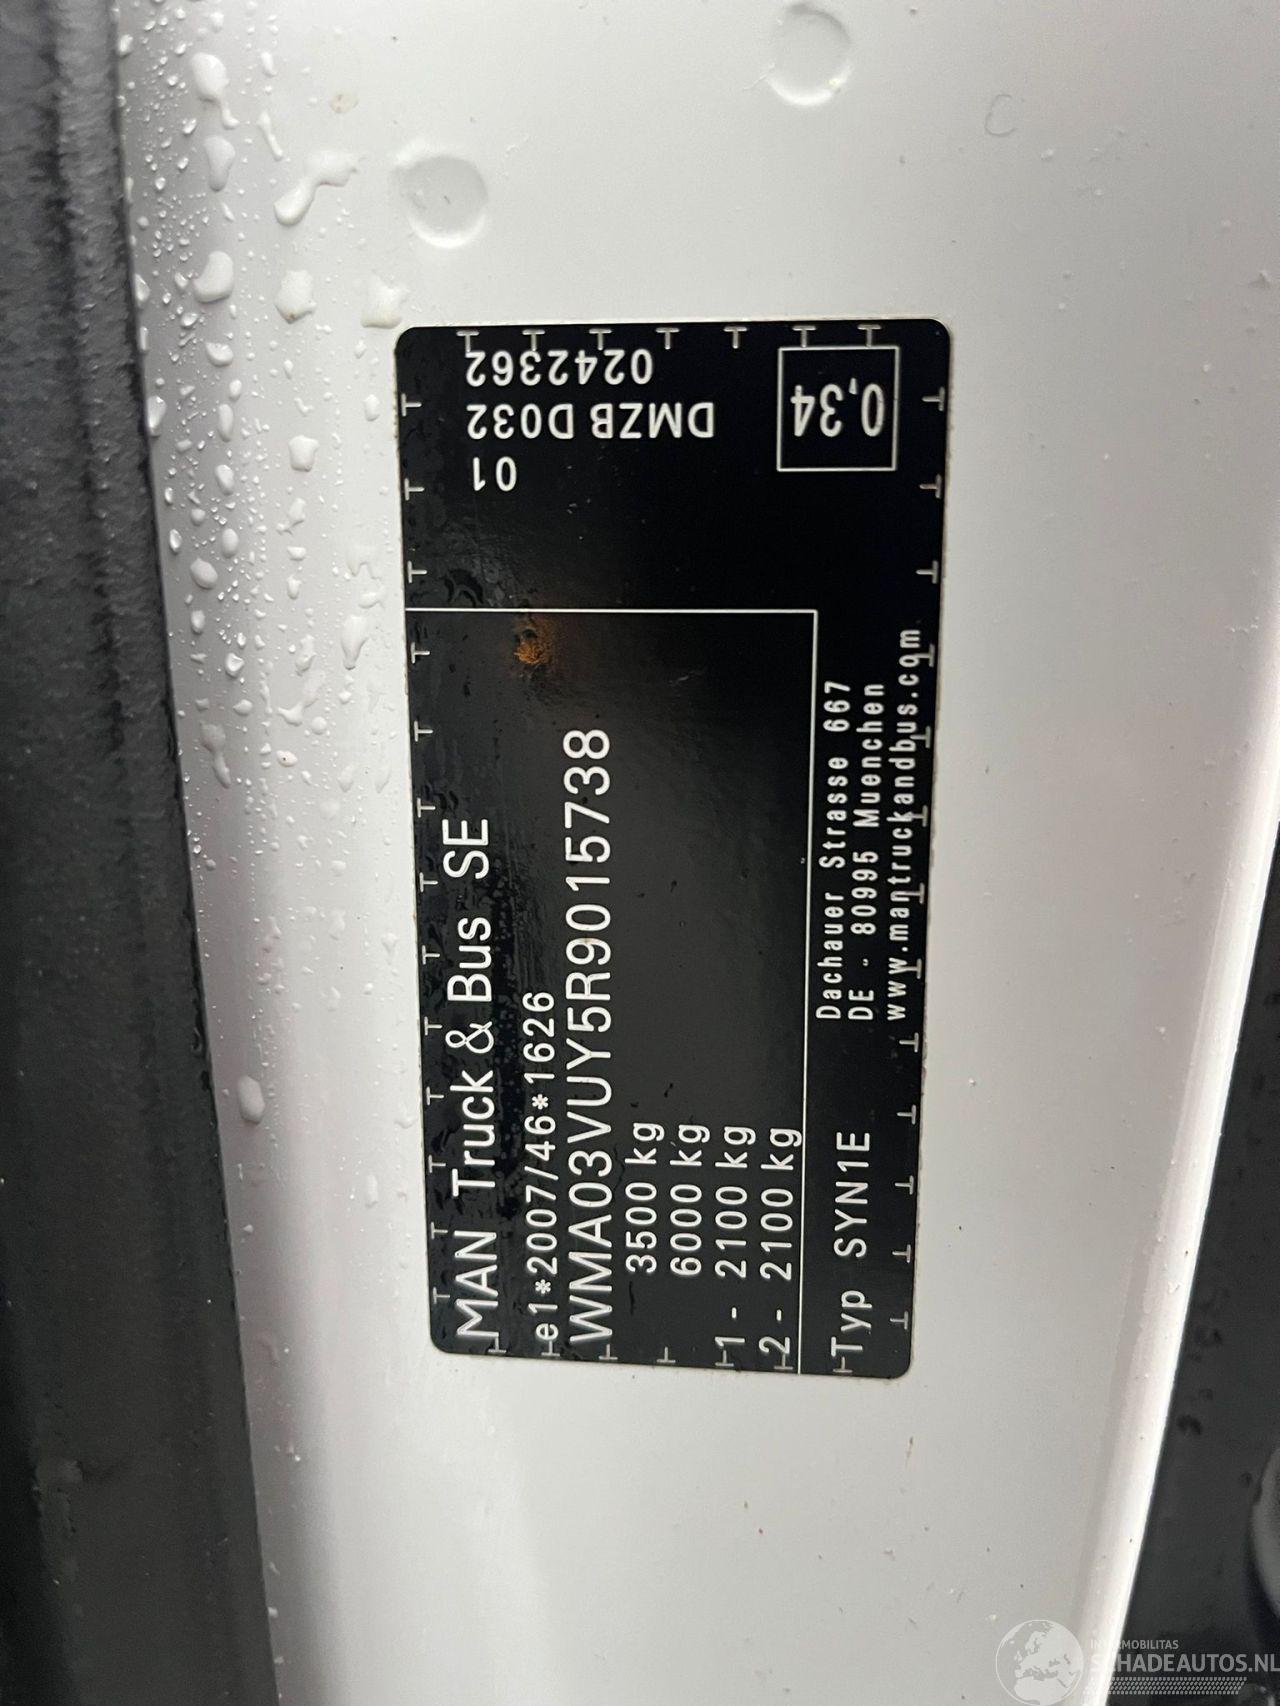 MAN Truck & Bus SE
e1*2007/46*1626
WMA03VUY5R9015738
3500 kg
6000 kg
1 - 2100 kg
2 - 2100 kg
Typ SYN1E
Dachauer Strasse 667
DE - 80995 Muenchen
www.mantruckandbus.com
0242362
DMZB D032
01
0,34
INTERMOBILITAS
SCHADEAUTOS.NL